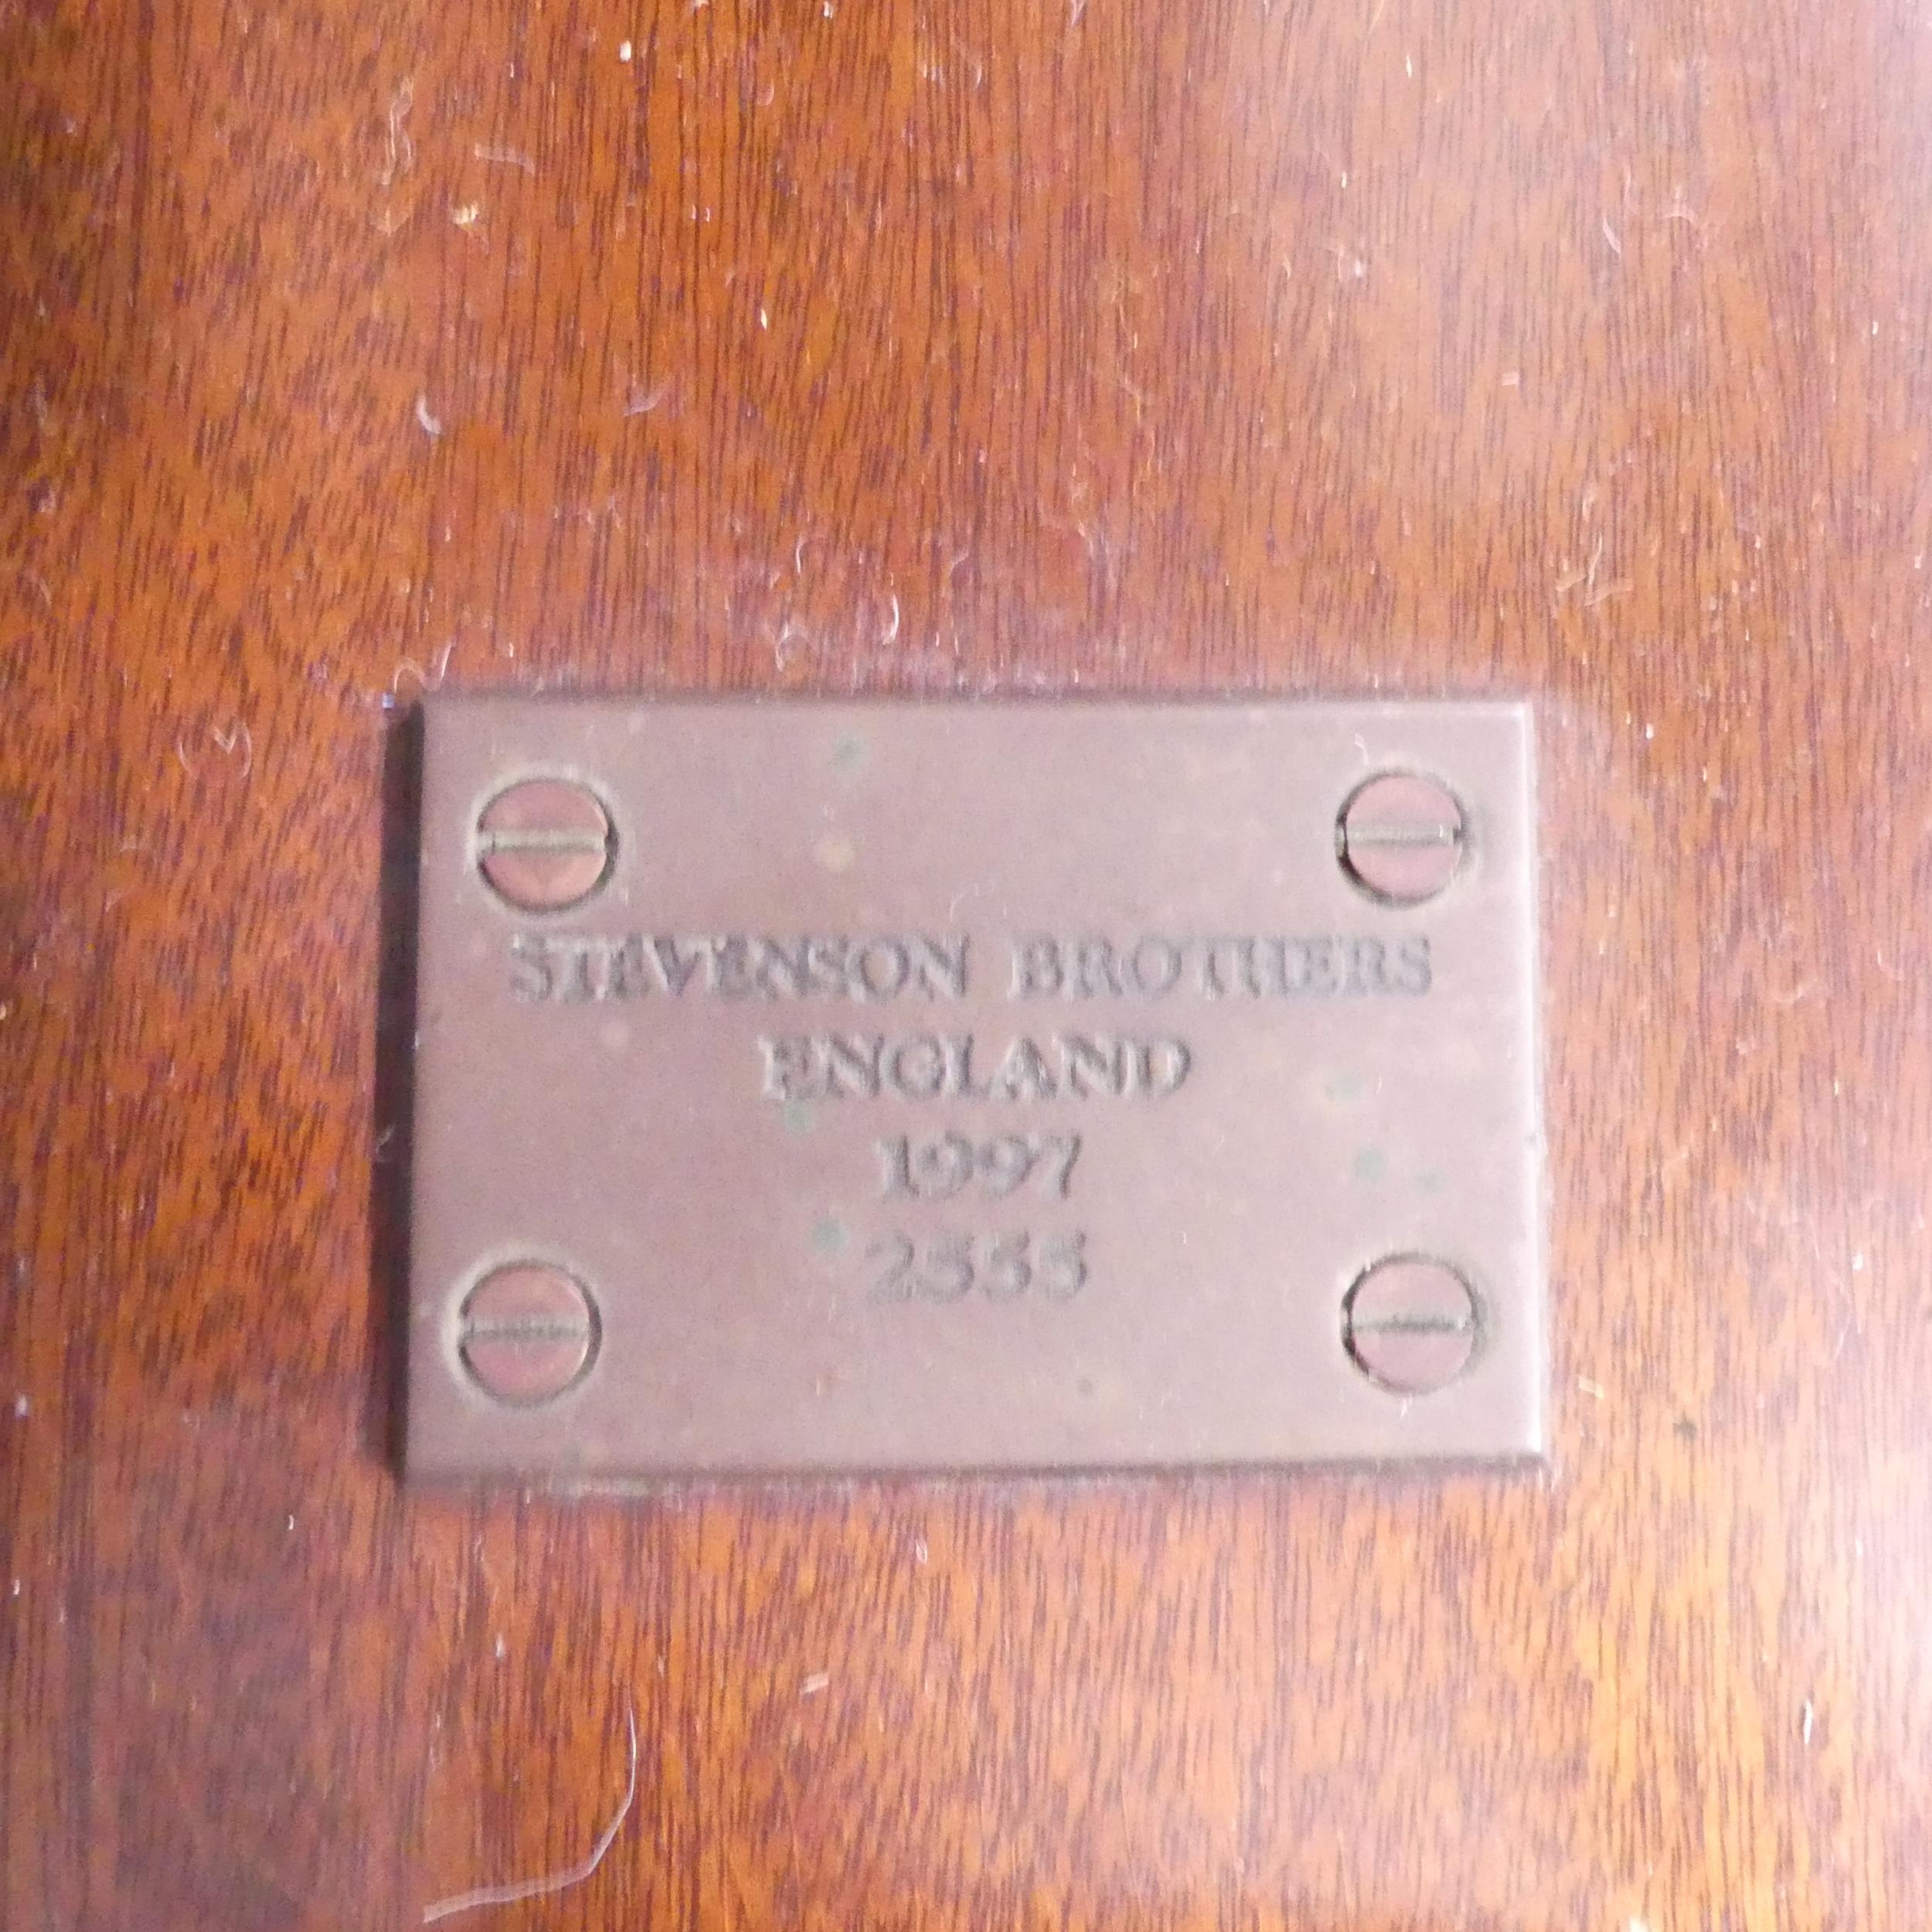 STEVENSON BROTHERS
ENGLAND
1997
2555